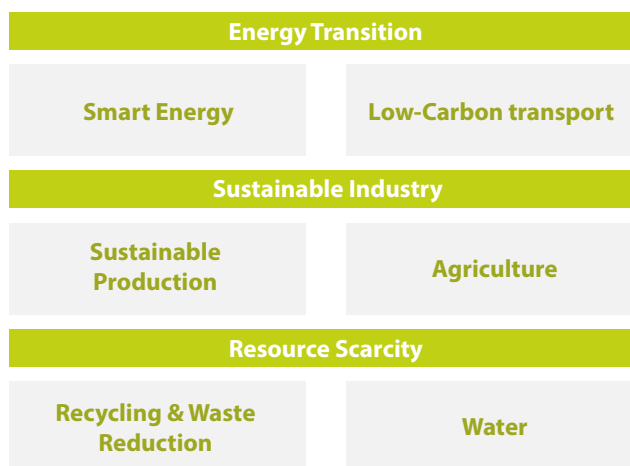 Energy Transition
Smart Energy
Low-Carbon transport
Sustainable Industry
Sustainable
Production
Agriculture
Resource Scarcity
Recycling & Waste
Reduction
Water